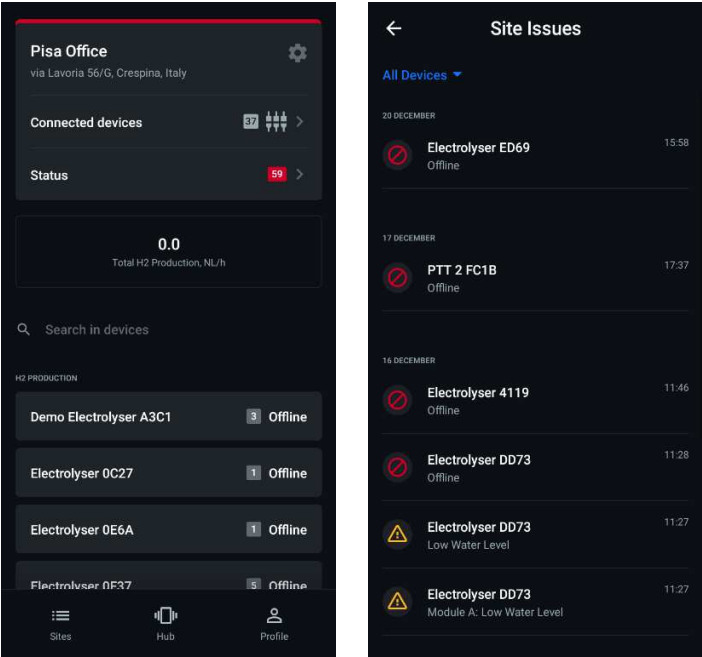 Pisa Office
via Lavoria 56/G, Crespina, Italy
Connected devices 37
Status 59
0.0
Total H2 Production, NL/h
Search in devices
H2 PRODUCTION
Demo Electrolyser A3C1 3 Offline
Electrolyser 0C27 1 Offline
Electrolyser 0E6A 1 Offline
Electrolyser 0F37 5 Offline
Sites Hub Profile
Site Issues
All Devices
20 DECEMBER
Electrolyser ED69 15:58
Offline
17 DECEMBER
PTT 2 FC1B 17:37
Offline
16 DECEMBER
Electrolyser 4119 11:46
Offline
Electrolyser DD73 11:28
Offline
Electrolyser DD73 11:27
Low Water Level
Electrolyser DD73 11:27
Module A: Low Water Level